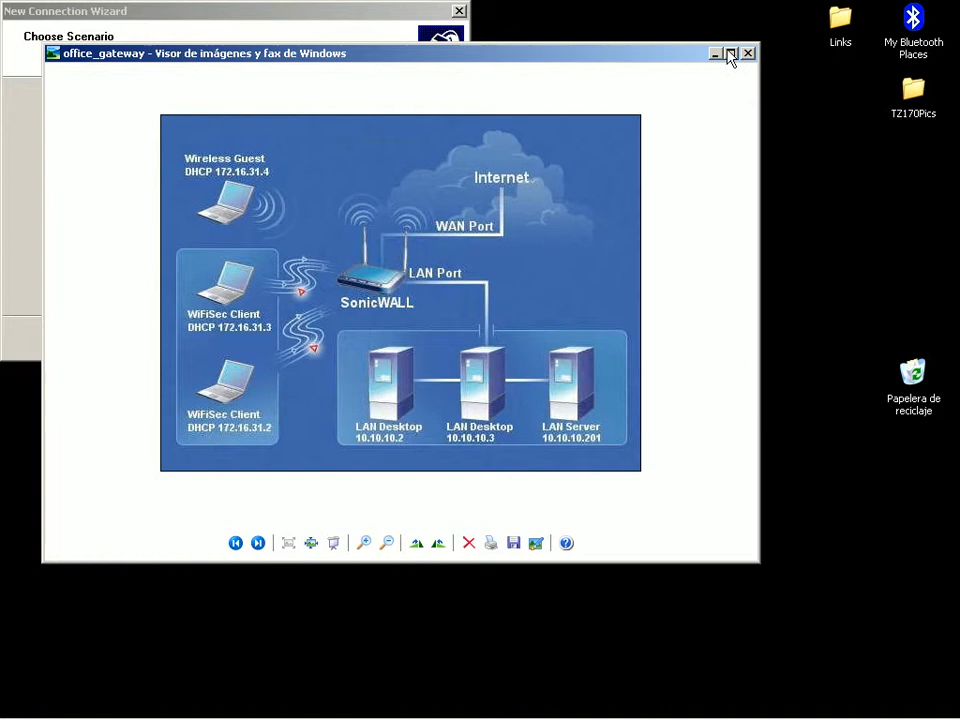 New Connection Wizard
Choose Scenario
office_gateway - Visor de imágenes y fax de Windows
Wireless Guest
DHCP 172.16.31.4
Internet
WAN Port
LAN Port
SonicWALL
WiFiSec Client
DHCP 172.16.31.3
WiFiSec Client
DHCP 172.16.31.2
LAN Desktop
10.10.10.2
LAN Desktop
10.10.10.3
LAN Server
10.10.10.201
Links
My Bluetooth
Places
TZ170Pics
Papelera de
reciclaje